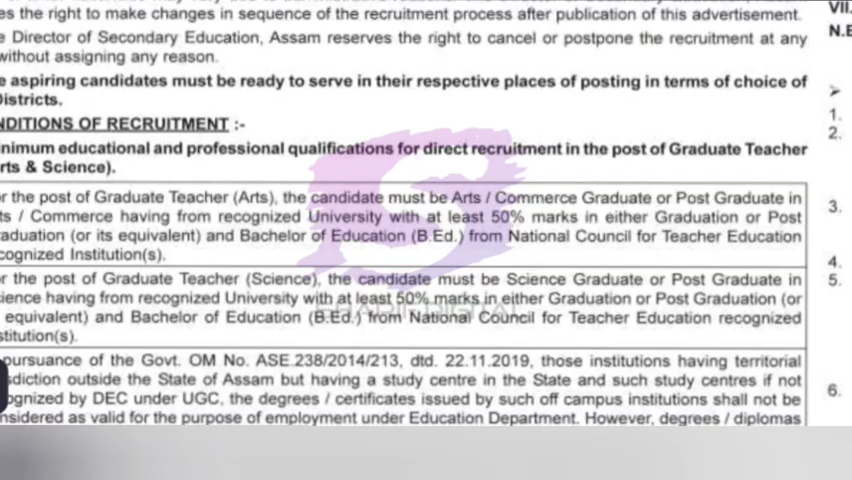 es the right to make changes in sequence of the recruitment process after publication of this advertisement.
e Director of Secondary Education, Assam reserves the right to cancel or postpone the recruitment at any
without assigning any reason.
e aspiring candidates must be ready to serve in their respective places of posting in terms of choice of
Districts.
NDITIONS OF RECRUITMENT :-
nimum educational and professional qualifications for direct recruitment in the post of Graduate Teacher
rts & Science).
r the post of Graduate Teacher (Arts), the candidate must be Arts / Commerce Graduate or Post Graduate in
ts / Commerce having from recognized University with at least 50% marks in either Graduation or Post
aduation (or its equivalent) and Bachelor of Education (B.Ed.) from National Council for Teacher Education
cognized Institution(s).
r the post of Graduate Teacher (Science), the candidate must be Science Graduate or Post Graduate in
ience having from recognized University with at least 50% marks in either Graduation or Post Graduation (or
equivalent) and Bachelor of Education (B.Ed.) from National Council for Teacher Education recognized
stitution(s).
pursuance of the Govt. OM No. ASE.238/2014/213, dtd. 22.11.2019, those institutions having territorial
sdiction outside the State of Assam but having a study centre in the State and such study centres if not
ognized by DEC under UGC, the degrees / certificates issued by such off campus institutions shall not be
nsidered as valid for the purpose of employment under Education Department. However, degrees / diplomas
VII.
1.
2.
3.
4.
5.
6.